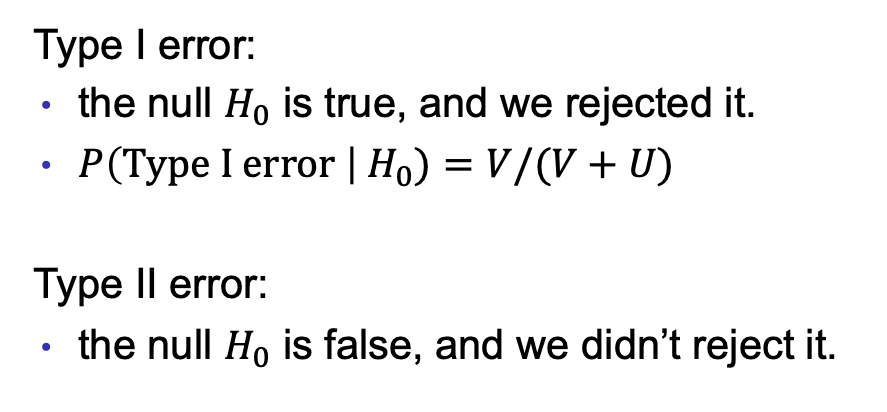 Type I error:
• the null 𝐻₀ is true, and we rejected it.
• 𝑃(Type I error | 𝐻₀) = 𝑉/(𝑉 + 𝑈)
Type II error:
• the null 𝐻₀ is false, and we didn’t reject it.